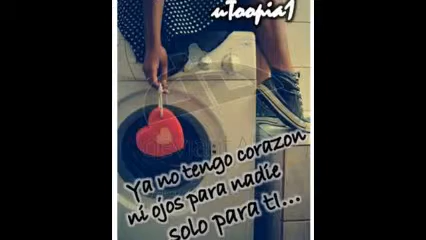 uToopia1
Ya no tengo corazon
ni ojos para nadie
solo para ti...